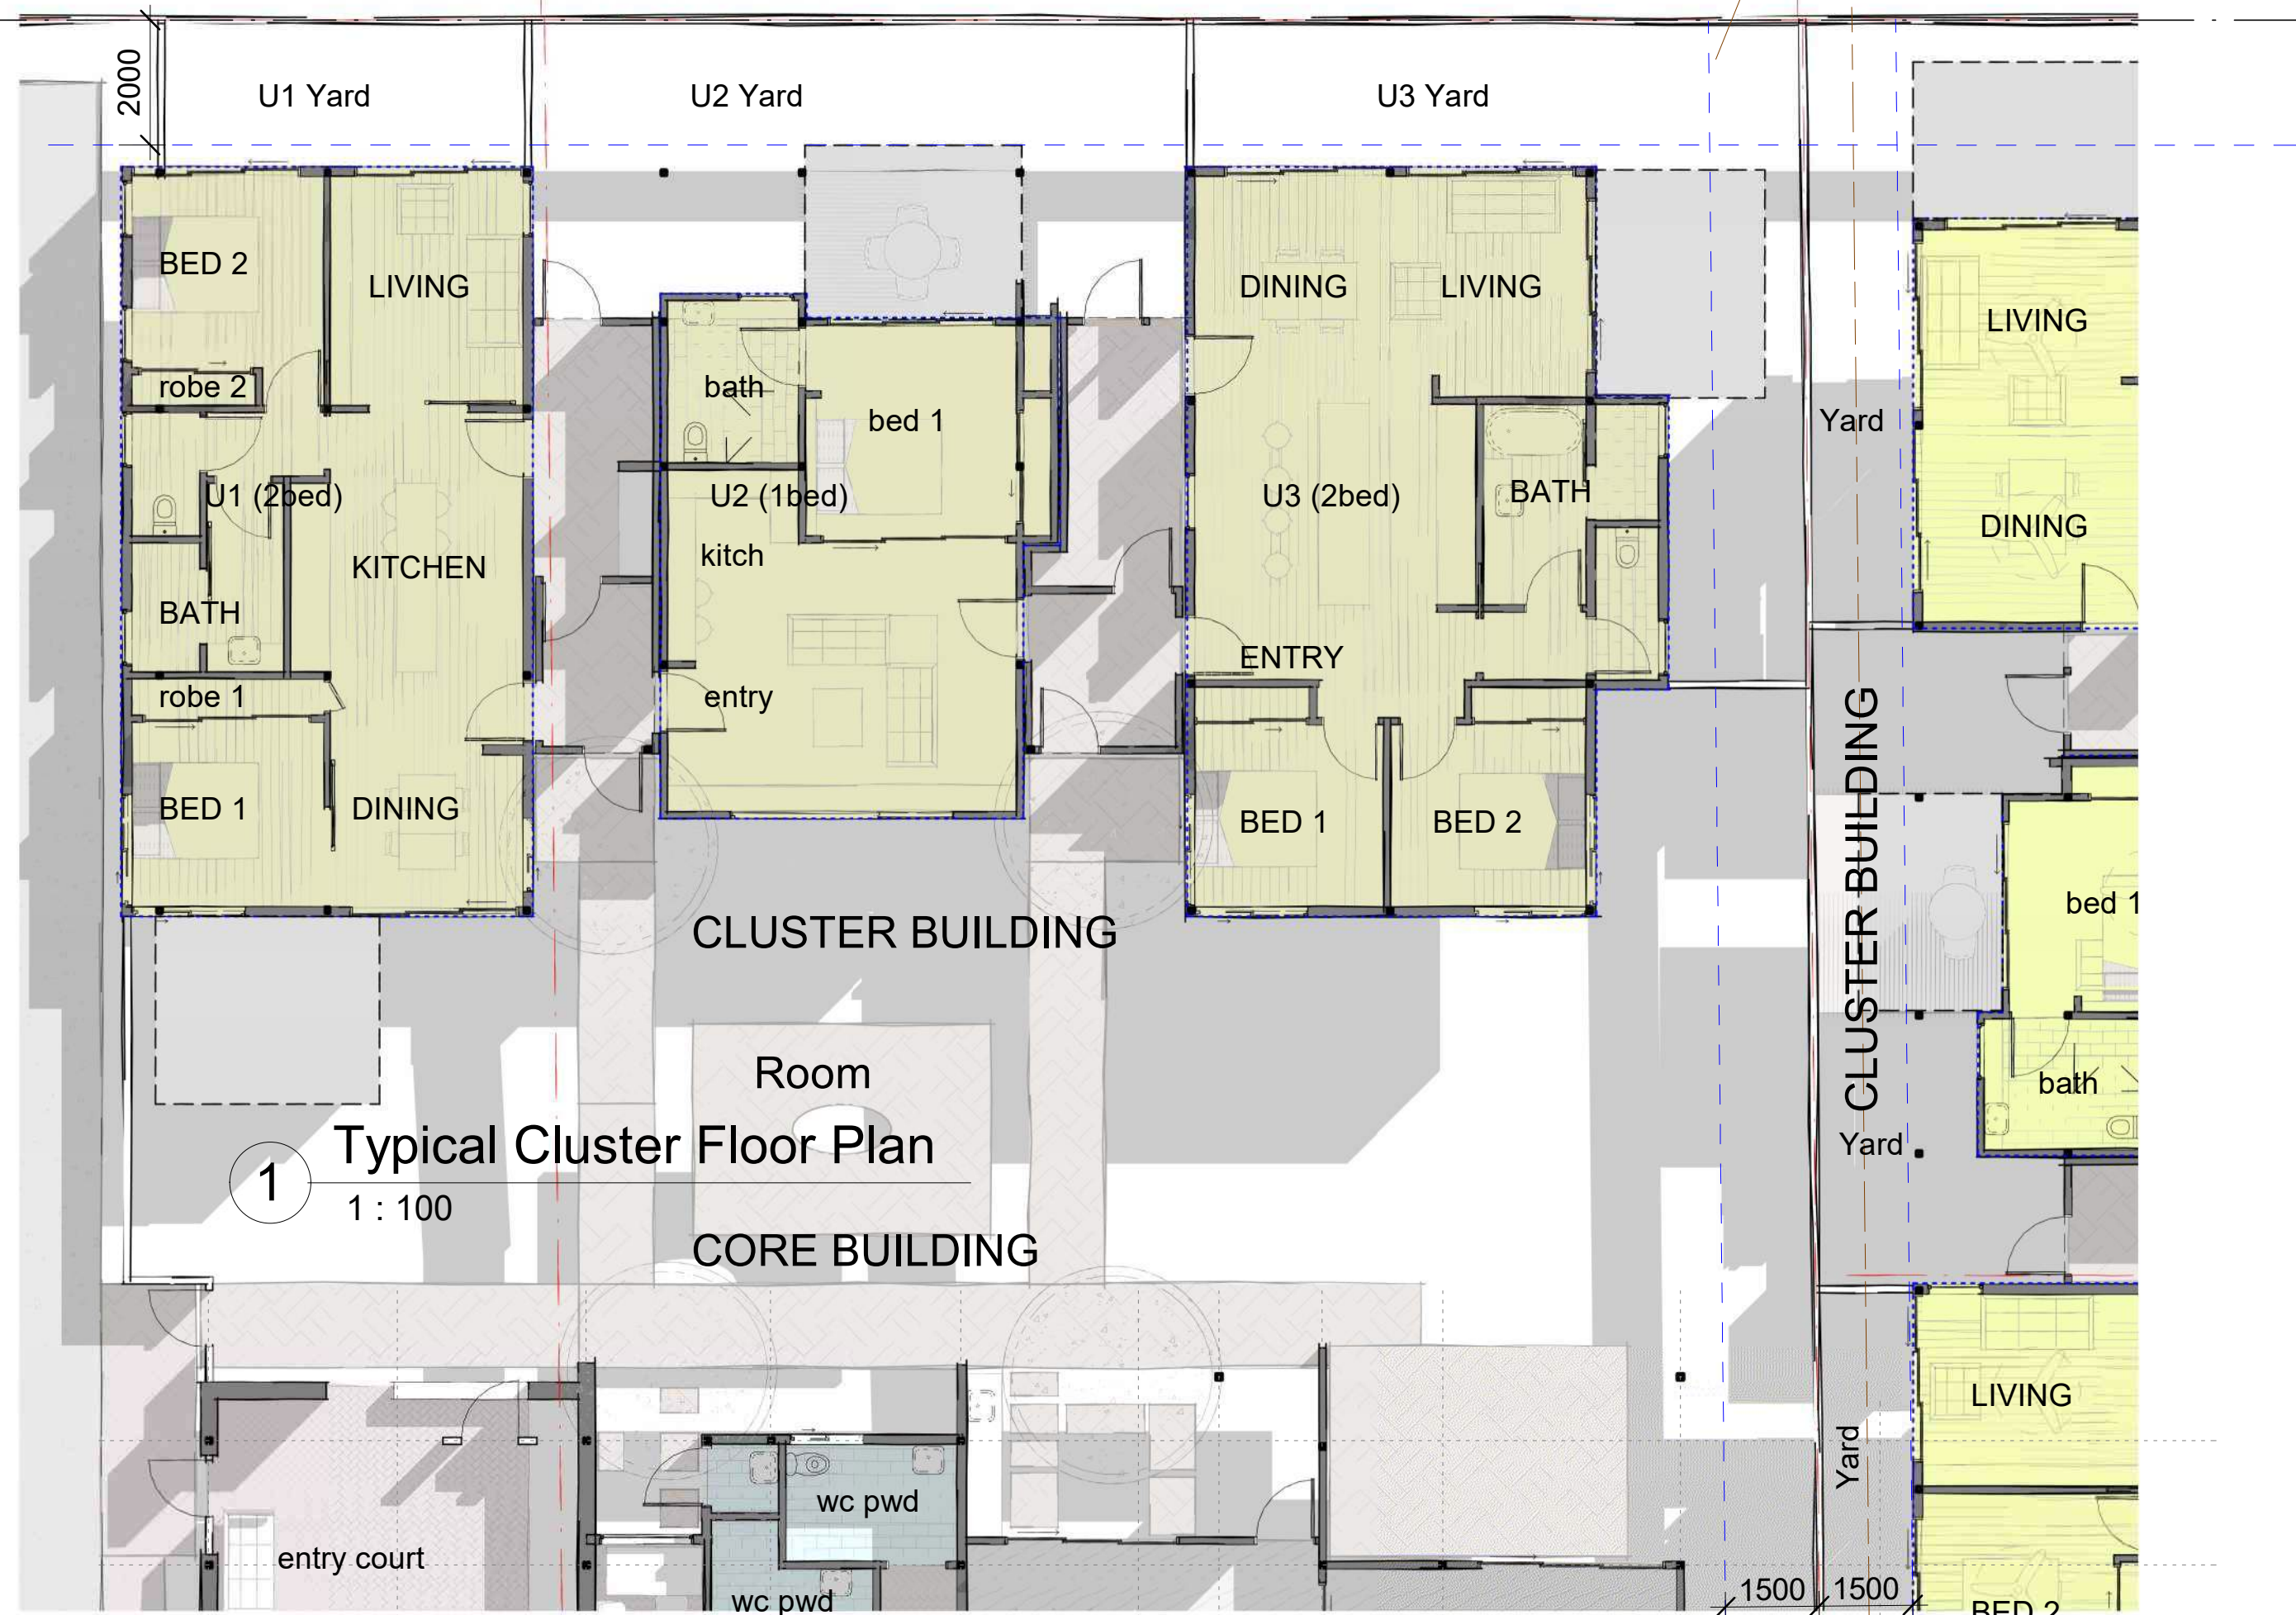 2000
U1 Yard
U2 Yard
U3 Yard
BED 2
LIVING
DINING
LIVING
LIVING
robe 2
bath
bed 1
Yard
U1 (2bed)
U2 (1bed)
U3 (2bed)
BATH
DINING
KITCHEN
kitch
BATH
ENTRY
robe 1
entry
BED 1
DINING
BED 1
BED 2
CLUSTER BUILDING
bed 1
CLUSTER BUILDING
Room
bath
1
Typical Cluster Floor Plan
Yard
1 : 100
CORE BUILDING
LIVING
Yard
wc pwd
entry court
1500
1500
wc pwd
BED 2